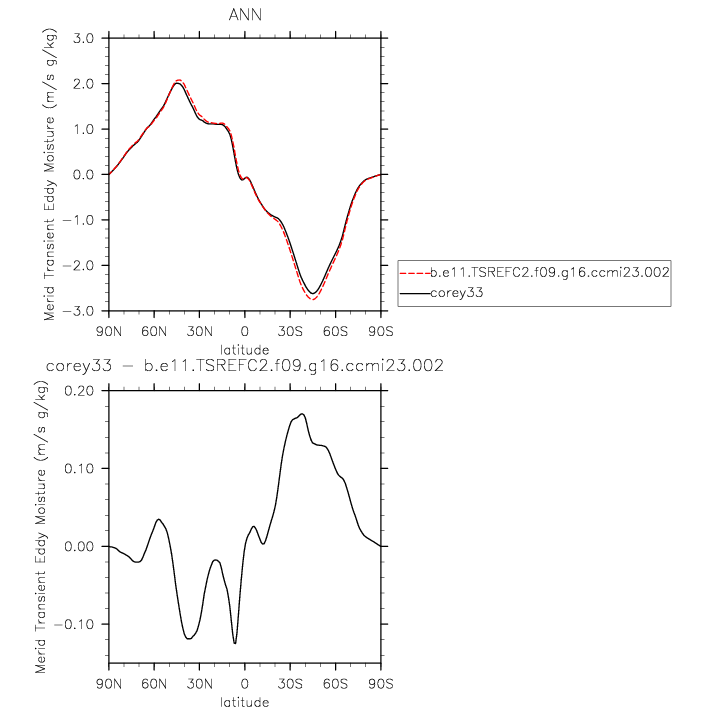 ANN
Merid Transient Eddy Moisture (m/s g/kg)
3.0
2.0
1.0
0.0
−1.0
−2.0
−3.0
90N 60N 30N 0 30S 60S 90S
latitude
b.e11.TSREFC2.f09.g16.ccmi23.002
corey33
corey33 − b.e11.TSREFC2.f09.g16.ccmi23.002
Merid Transient Eddy Moisture (m/s g/kg)
0.20
0.10
0.00
−0.10
90N 60N 30N 0 30S 60S 90S
latitude